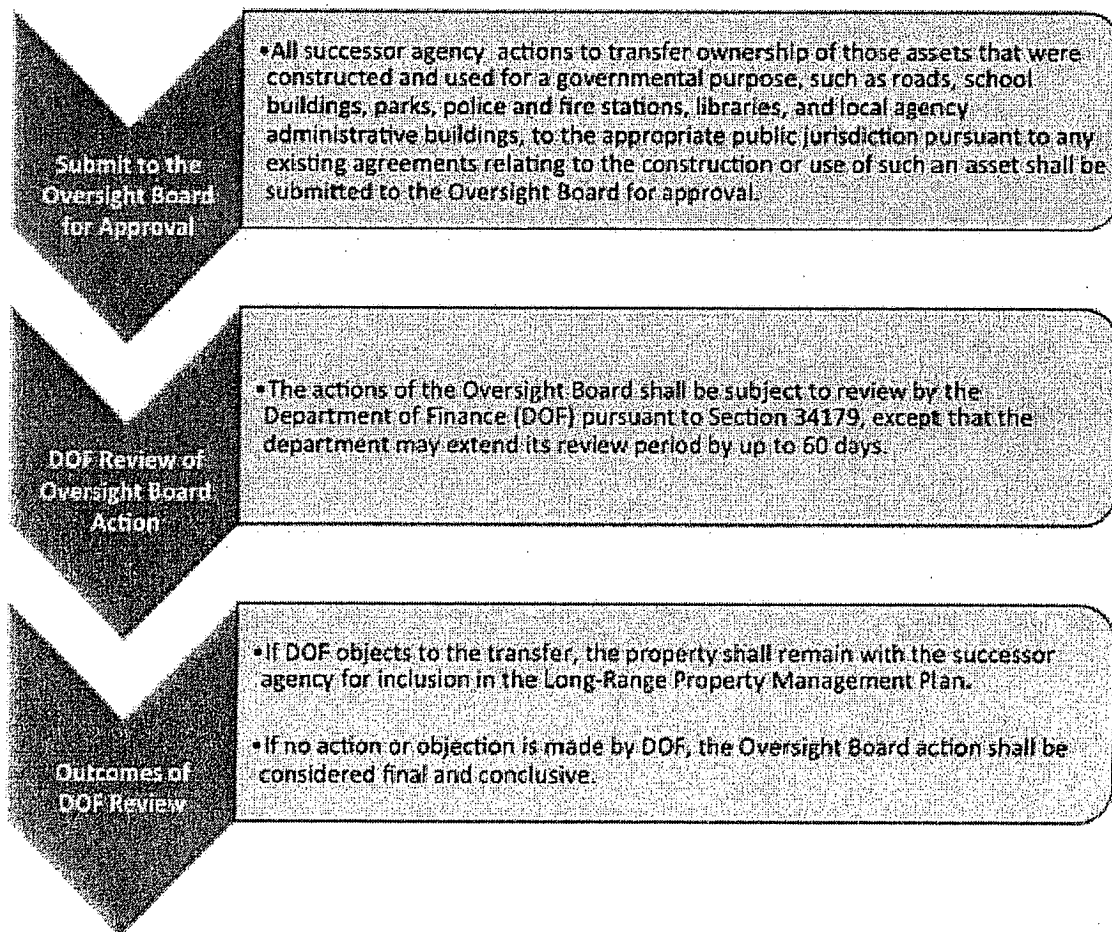 Submit to the
Oversight Board
for Approval
•All successor agency actions to transfer ownership of those assets that were
constructed and used for a governmental purpose, such as roads, school
buildings, parks, police and fire stations, libraries, and local agency
administrative buildings, to the appropriate public jurisdiction pursuant to any
existing agreements relating to the construction or use of such an asset shall be
submitted to the Oversight Board for approval.
DOF Review of
Oversight Board
Action
•The actions of the Oversight Board shall be subject to review by the
Department of Finance (DOF) pursuant to Section 34179, except that the
department may extend its review period by up to 60 days.
Outcomes of
DOF Review
•If DOF objects to the transfer, the property shall remain with the successor
agency for inclusion in the Long-Range Property Management Plan.
•If no action or objection is made by DOF, the Oversight Board action shall be
considered final and conclusive.